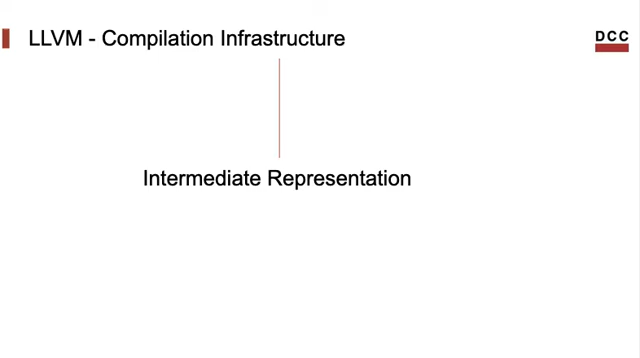 LLVM - Compilation Infrastructure
DCC
Intermediate Representation